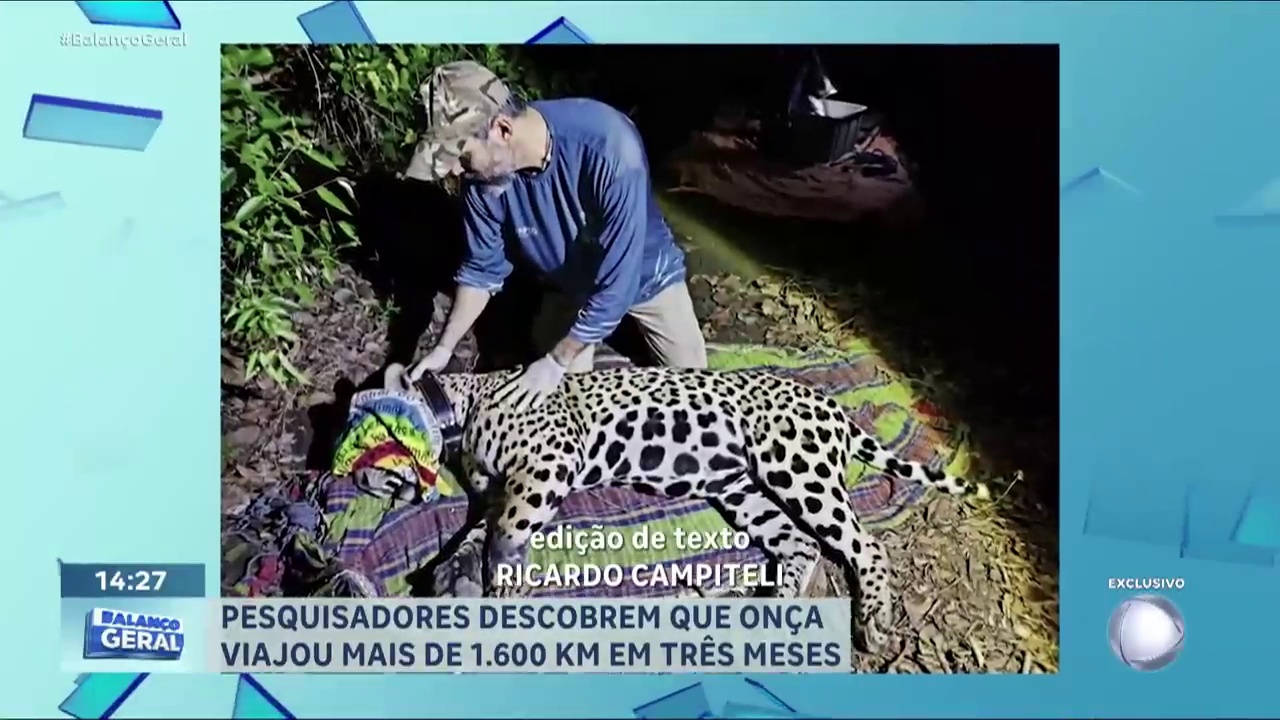 #BalançoGeral
edição de texto
RICARDO CAMPITELI
14:27
BALANÇO
GERAL
PESQUISADORES DESCOBREM QUE ONÇA
VIAJOU MAIS DE 1.600 KM EM TRÊS MESES
EXCLUSIVO